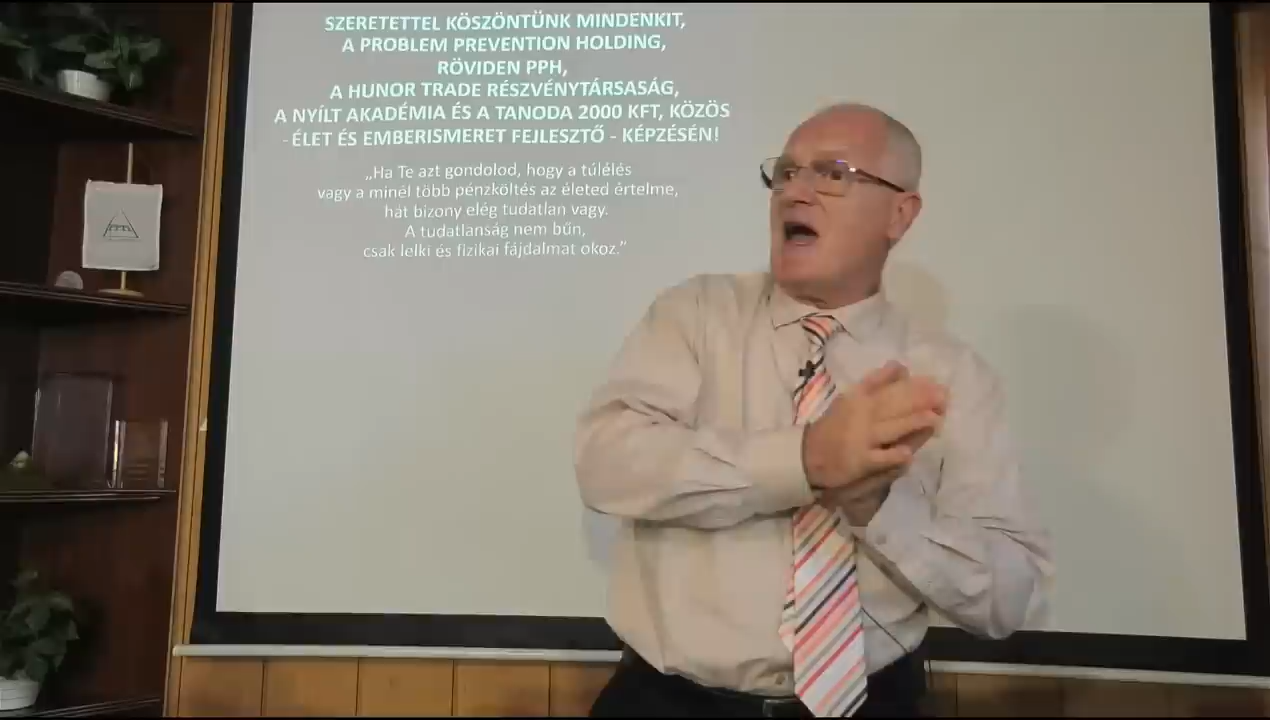 SZERETETTEL KÖSZÖNTÜNK MINDENKIT,
A PROBLEM PREVENTION HOLDING,
RÖVIDEN PPH,
A HUNOR TRADE RÉSZVÉNYTÁRSASÁG,
A NYÍLT AKADÉMIA ÉS A TANODA 2000 KFT, KÖZÖS
- ÉLET ÉS EMBERISMERET FEJLESZTŐ - KÉPZÉSÉN!
„Ha Te azt gondolod, hogy a túlélés
vagy a minél több pénzköltés az életed értelme,
hát bizony elég tudatlan vagy.
A tudatlanság nem bűn,
csak lelki és fizikai fájdalmat okoz.”